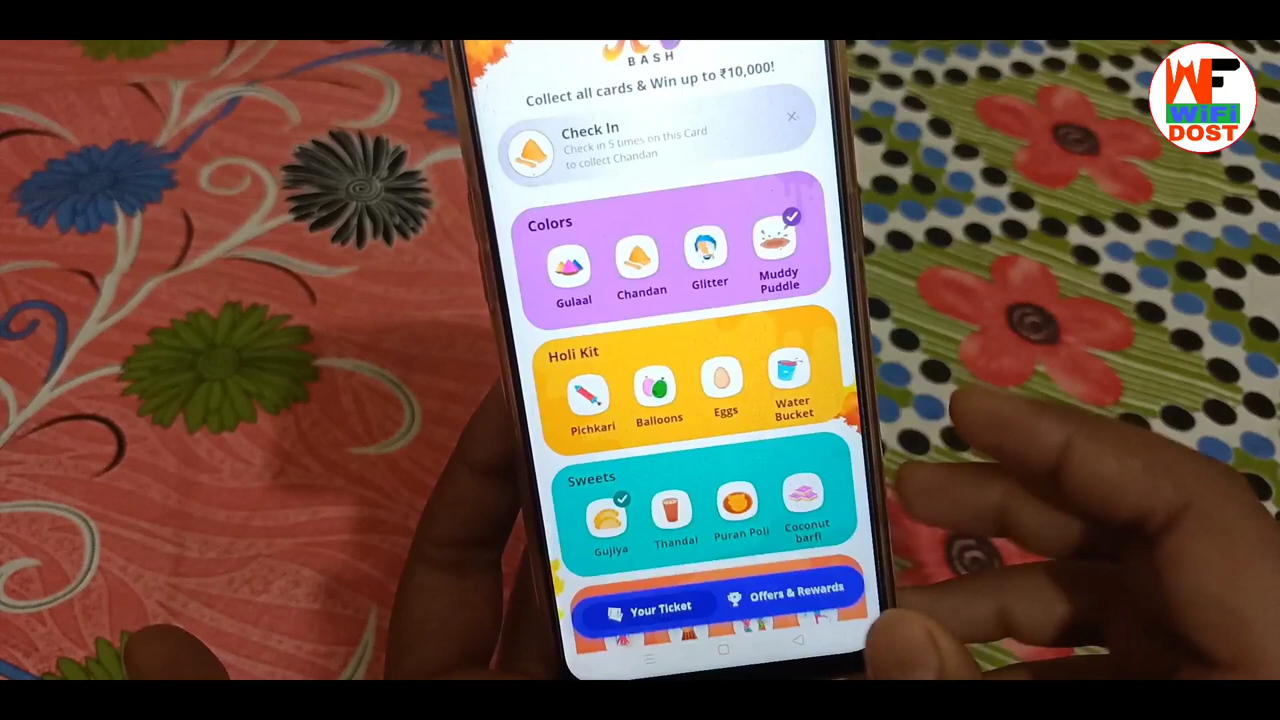 BASH
Collect all cards & Win up to ₹10,000!
Check In
Check in 5 times on this Card
to collect Chandan
Colors
Gulaal
Chandan
Glitter
Muddy
Puddle
Holi Kit
Pichkari
Balloons
Eggs
Water
Bucket
Sweets
Gujiya
Thandai
Puran Poli
Coconut
barfi
Your Ticket
Offers & Rewards
WF
WiFi
DOST